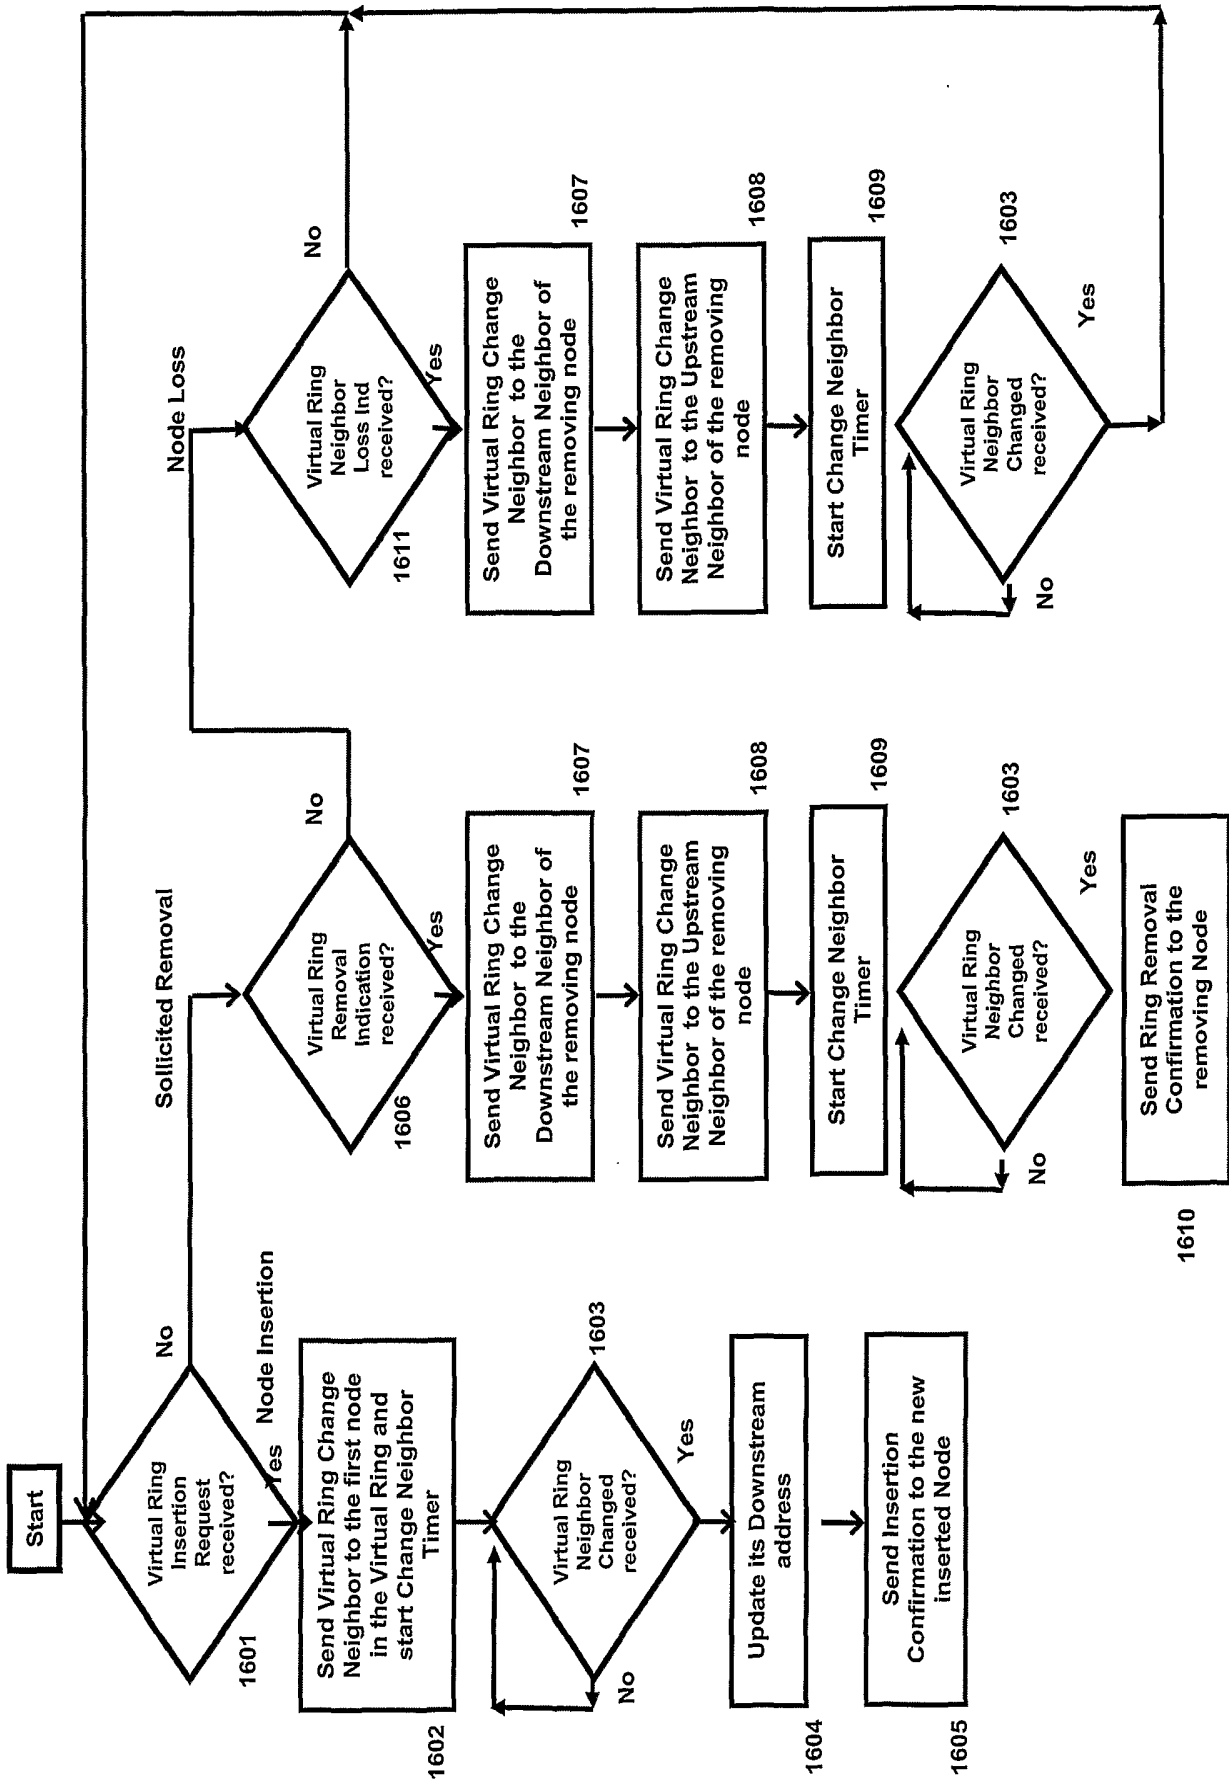 Start
Virtual Ring
Insertion
Request
received?
1601
No
Yes
Node Insertion
Send Virtual Ring Change
Neighbor to the first node
in the Virtual Ring and
start Change Neighbor
Timer
1602
Virtual Ring
Neighbor
Changed
received?
1603
No
Yes
Update its Downstream
address
1604
Send Insertion
Confirmation to the new
inserted Node
1605
Sollicited Removal
Virtual Ring
Removal
Indication
received?
1606
No
Yes
Send Virtual Ring Change
Neighbor to the
Downstream Neighbor of
the removing node
1607
Send Virtual Ring Change
Neighbor to the Upstream
Neighbor of the removing
node
1608
Start Change Neighbor
Timer
1609
Virtual Ring
Neighbor
Changed
received?
1603
No
Yes
Send Ring Removal
Confirmation to the
removing Node
1610
Node Loss
Virtual Ring
Neighbor
Loss Ind
received?
1611
No
Yes
Send Virtual Ring Change
Neighbor to the
Downstream Neighbor of
the removing node
1607
Send Virtual Ring Change
Neighbor to the Upstream
Neighbor of the removing
node
1608
Start Change Neighbor
Timer
1609
Virtual Ring
Neighbor
Changed
received?
1603
No
Yes